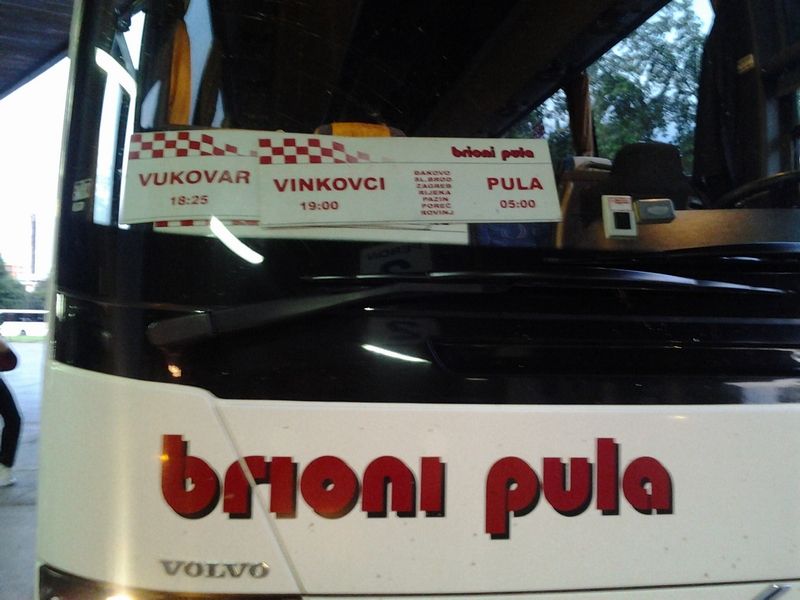 brioni pula
VUKOVAR
18:25
VINKOVCI
19:00
ĐAKOVO
SL.BROD
ZAGREB
RIJEKA
PAZIN
POREČ
ROVINJ
PULA
05:00
brioni pula
VOLVO